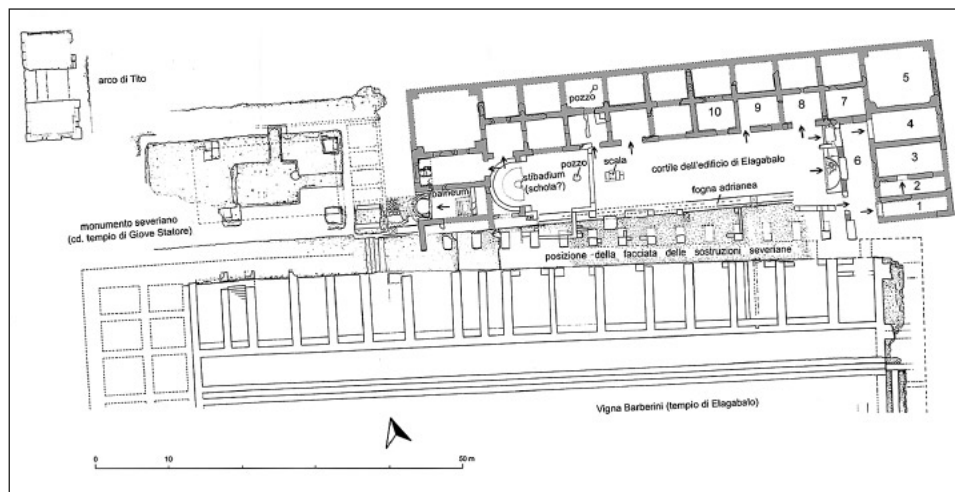 arco di Tito
pozzo
5
10
9
8
7
4
pozzo
scala
cortile dell'edificio di Elagabalo
6
3
stibadium
(schola?)
balneum
fogna adrianea
2
1
monumento severiano
(cd. tempio di Giove Statore)
posizione della facciata delle sostruzioni severiane
Vigna Barberini (tempio di Elagabalo)
0 10 50 m